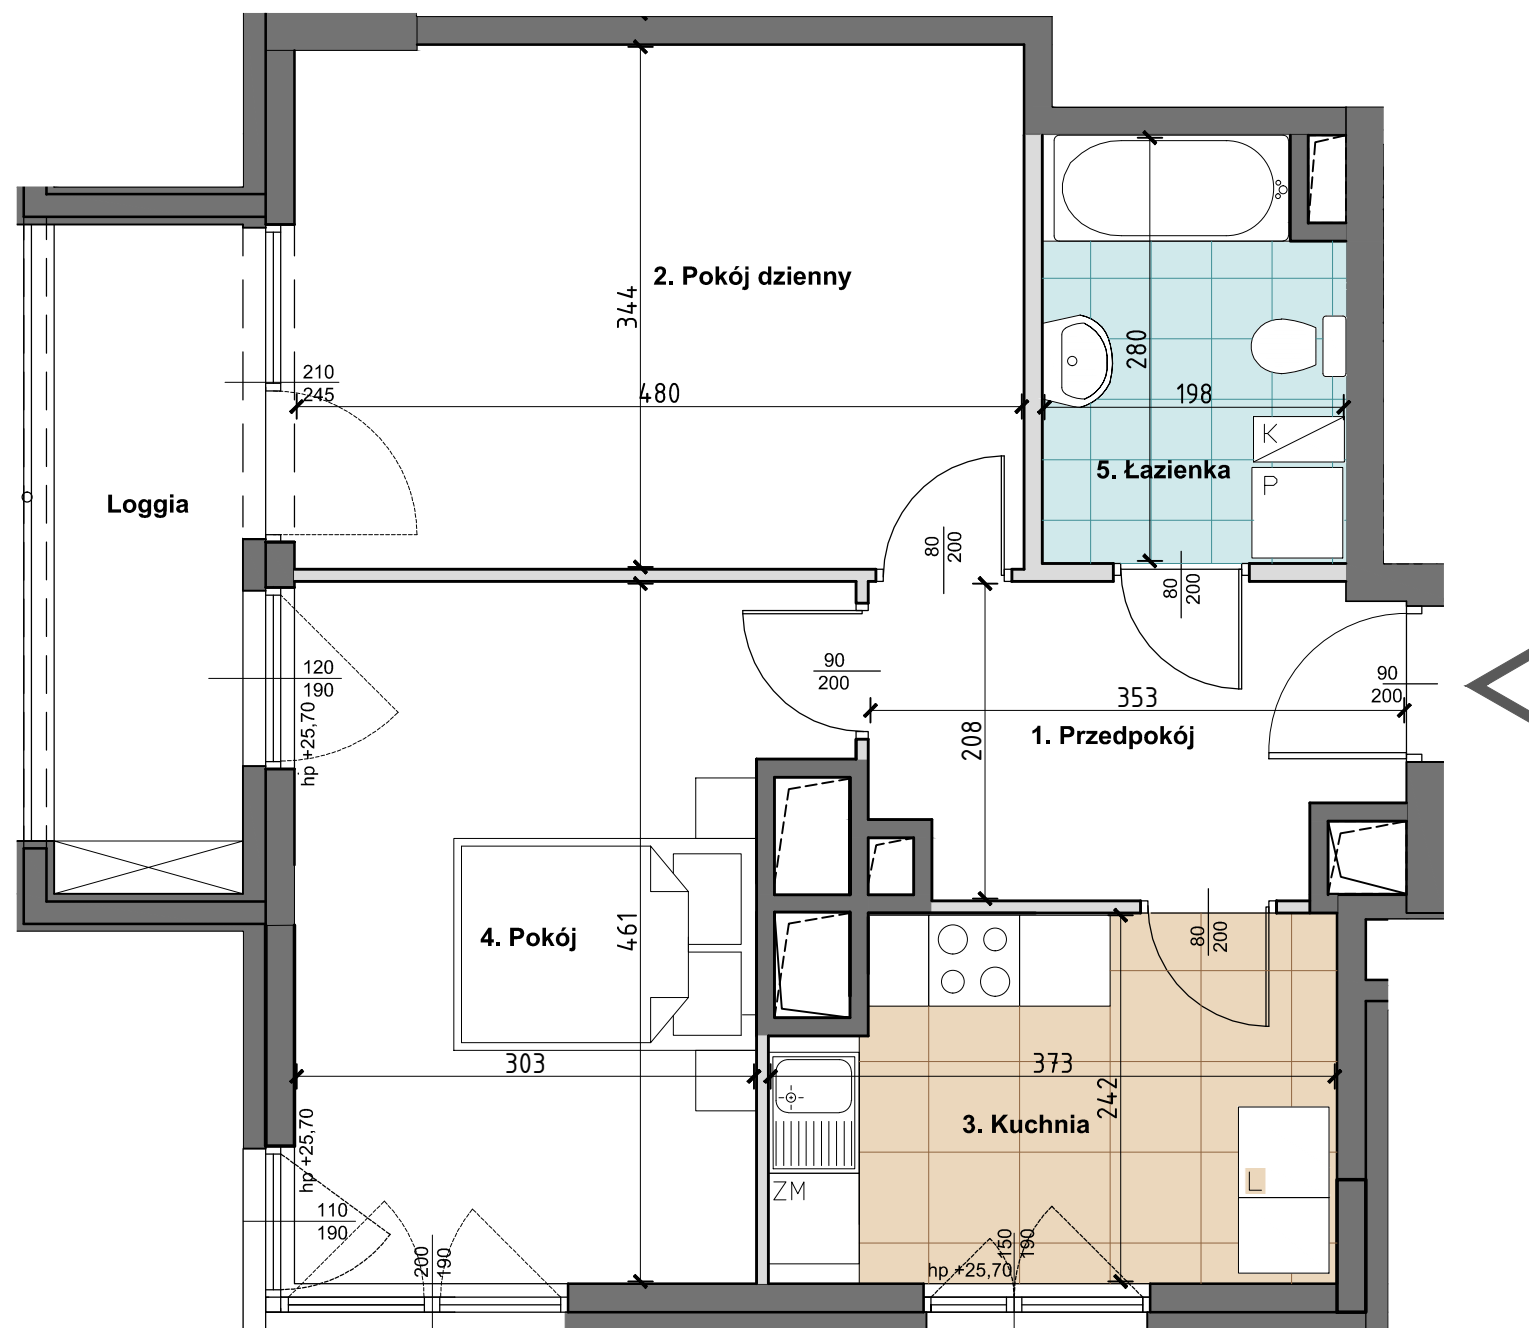 2. Pokój dzienny
344
480
210
245
280
198
K
5. Łazienka
P
Loggia
80
200
80
200
120
190
hp +25,70
90
200
90
200
353
208
1. Przedpokój
4. Pokój
461
80
200
303
373
242
3. Kuchnia
ZM
L
hp +25,70
110
190
200
190
150
190
hp +25,70